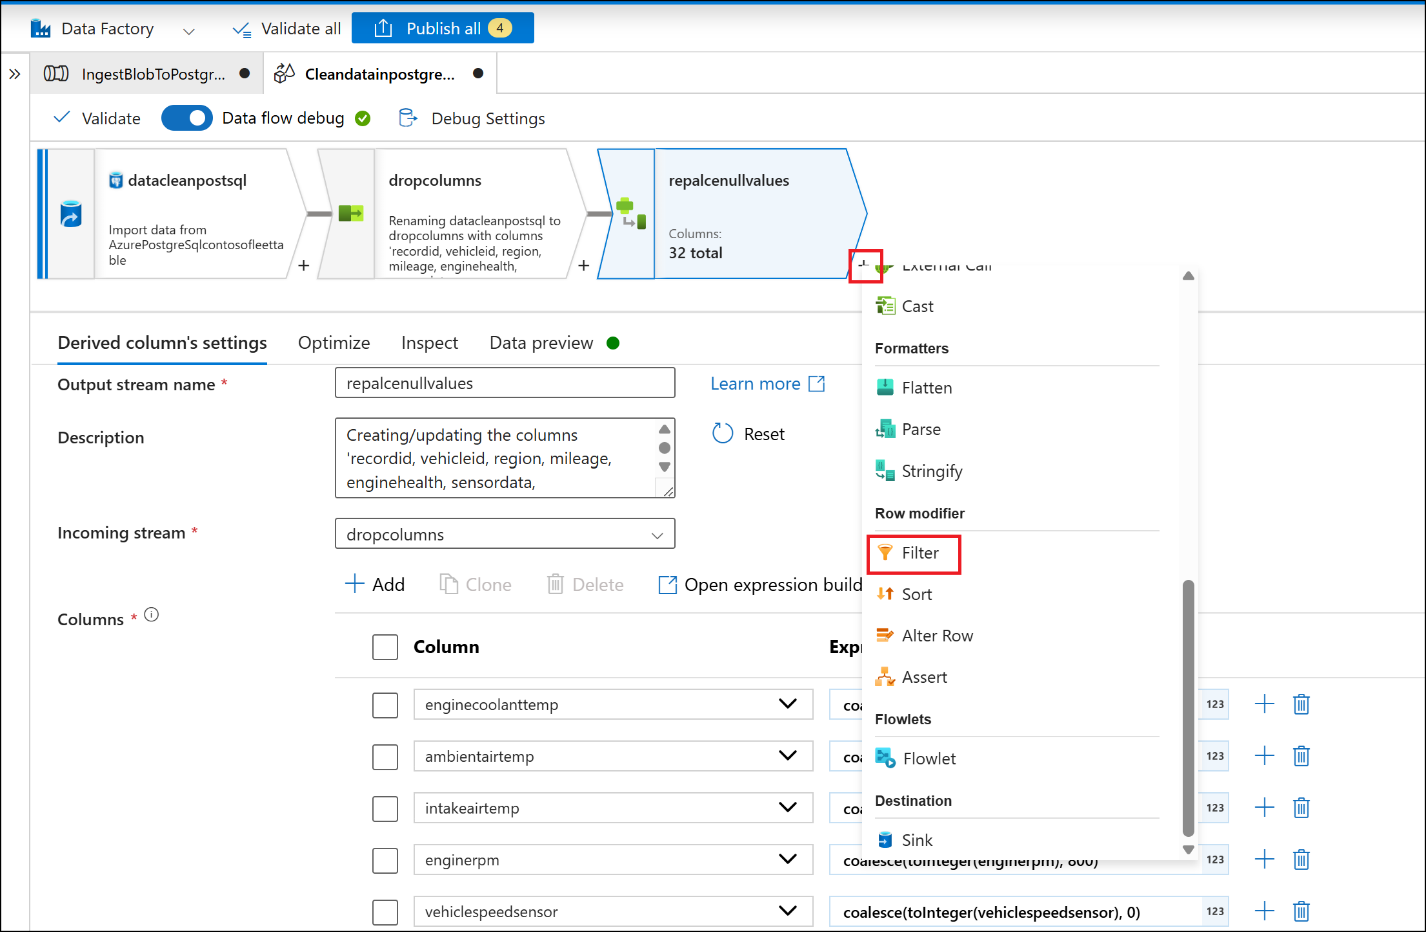 Data Factory
Validate all
Publish all 4
IngestBlobToPostgr...
Cleandatainpostgre...
Validate
Data flow debug
Debug Settings
datacleanpostsql
Import data from
AzurePostgreSqlcontosofleetta
ble
+
dropcolumns
Renaming datacleanpostsql to
dropcolumns with columns
'recordid, vehicleid, region,
mileage, enginehealth,
+
repalcenullvalues
Columns:
32 total
+
External Call
Cast
Formatters
Flatten
Parse
Stringify
Row modifier
Filter
Sort
Alter Row
Assert
Flowlets
Flowlet
Destination
Sink
Derived column's settings
Optimize
Inspect
Data preview
Output stream name *
repalcenullvalues
Learn more
Description
Creating/updating the columns
'recordid, vehicleid, region, mileage,
enginehealth, sensordata,
Reset
Incoming stream *
dropcolumns
Add
Clone
Delete
Open expression build
Columns *
Column
Expr
enginecoolanttemp
coa
123
ambientairtemp
coa
123
intakeairtemp
coa
123
enginerpm
coalesce(toInteger(enginerpm), 800)
123
vehiclespeedsensor
coalesce(toInteger(vehiclespeedsensor), 0)
123